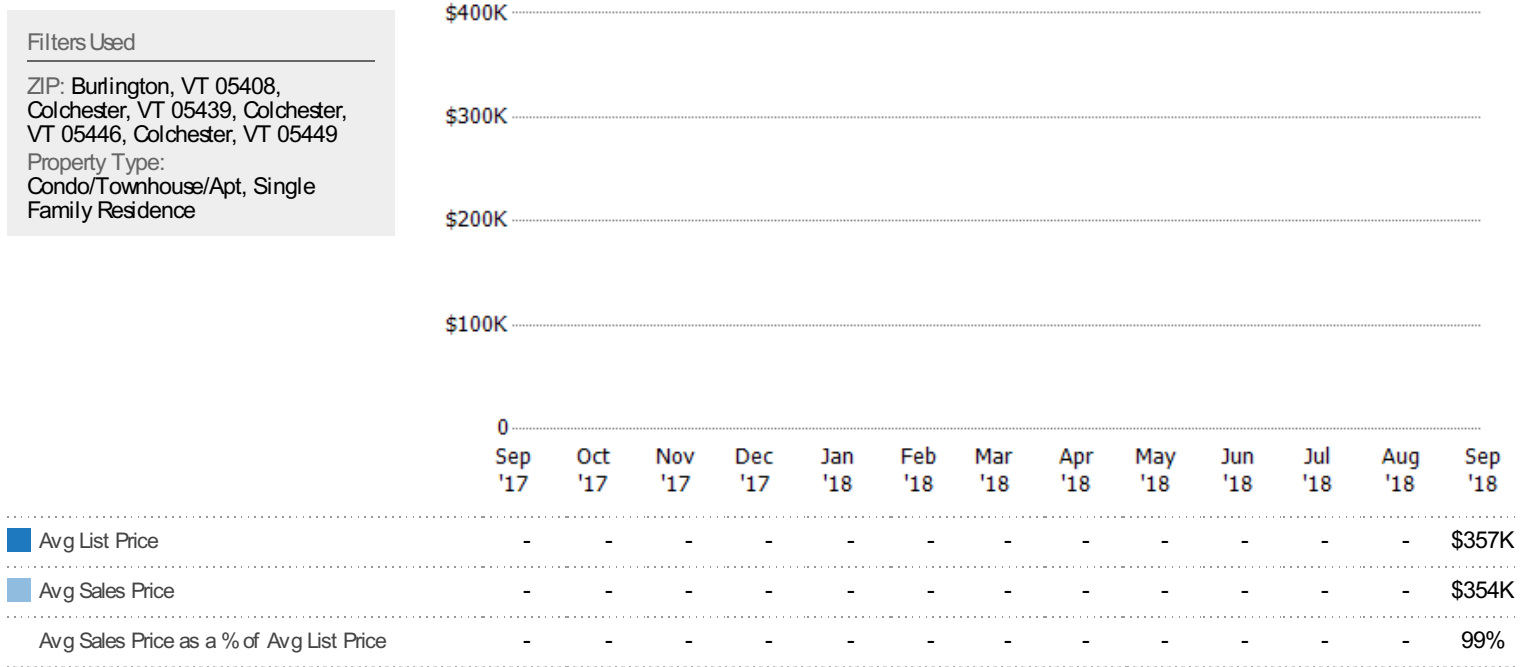 Filters Used
ZIP: Burlington, VT 05408,
Colchester, VT 05439, Colchester,
VT 05446, Colchester, VT 05449
Property Type:
Condo/Townhouse/Apt, Single
Family Residence
$400K
$300K
$200K
$100K
0
Sep Oct Nov Dec Jan Feb Mar Apr May Jun Jul Aug Sep
'17 '17 '17 '17 '18 '18 '18 '18 '18 '18 '18 '18 '18
Avg List Price - - - - - - - - - - - - $357K
Avg Sales Price - - - - - - - - - - - - $354K
Avg Sales Price as a % of Avg List Price - - - - - - - - - - - - 99%